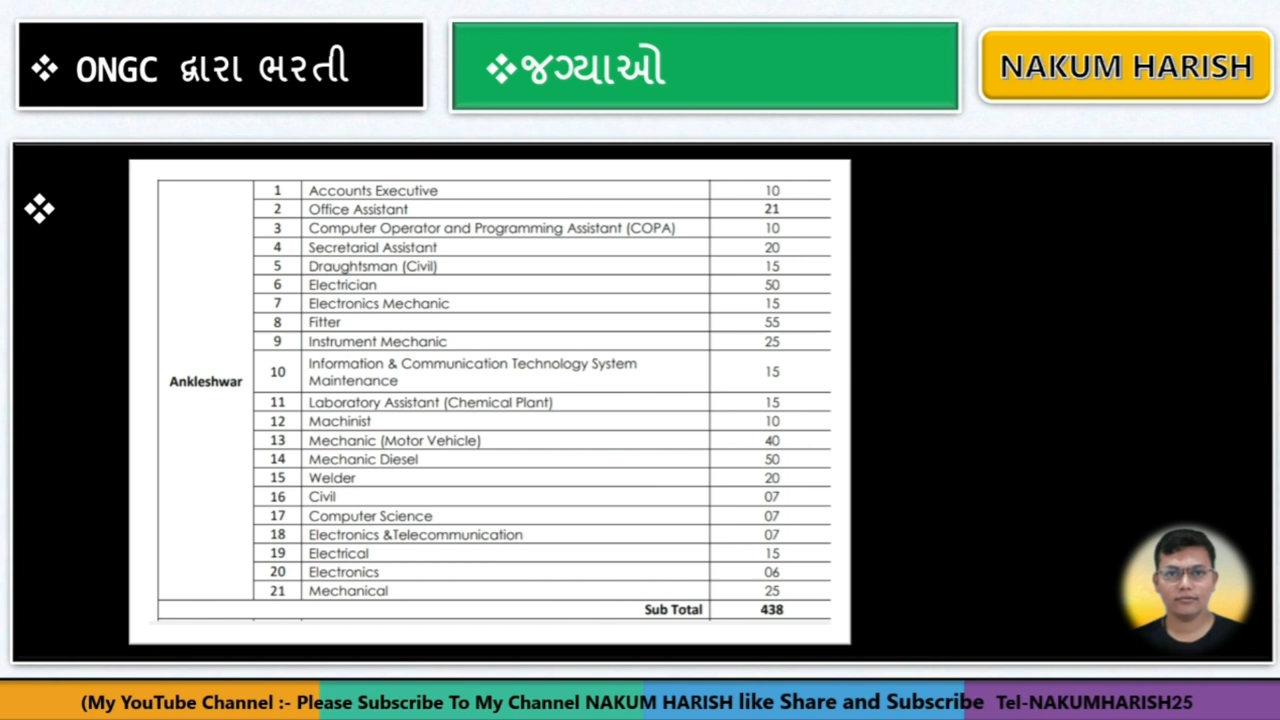 ❖ ONGC દ્વારા ભરતી
❖જગ્યાઓ
NAKUM HARISH
❖
Ankleshwar
1 Accounts Executive 10
2 Office Assistant 21
3 Computer Operator and Programming Assistant (COPA) 10
4 Secretarial Assistant 20
5 Draughtsman (Civil) 15
6 Electrician 50
7 Electronics Mechanic 15
8 Fitter 55
9 Instrument Mechanic 25
10 Information & Communication Technology System
Maintenance 15
11 Laboratory Assistant (Chemical Plant) 15
12 Machinist 10
13 Mechanic (Motor Vehicle) 40
14 Mechanic Diesel 50
15 Welder 20
16 Civil 07
17 Computer Science 07
18 Electronics &Telecommunication 07
19 Electrical 15
20 Electronics 06
21 Mechanical 25
Sub Total 438
(My YouTube Channel :- Please Subscribe To My Channel NAKUM HARISH like Share and Subscribe Tel-NAKUMHARISH25